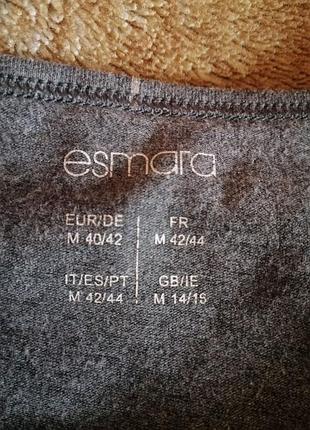 esmara
EUR/DE FR
M 40/42 M 42/44
IT/ES/PT GB/IE
M 42/44 M 14/16